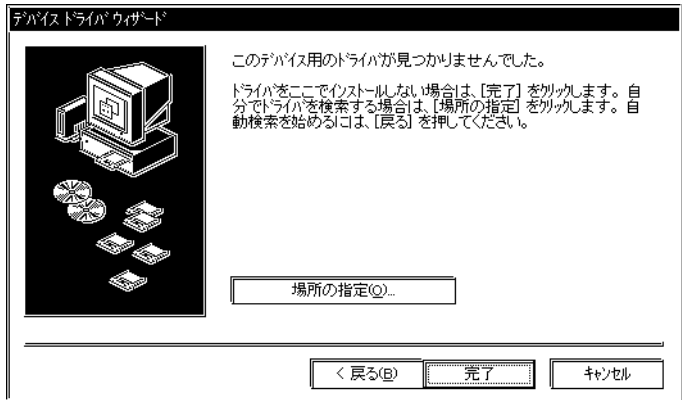 ﾃﾞﾊﾞｲｽ ﾄﾞﾗｲﾊﾞ ｳｨｻﾞｰﾄﾞ
このﾃﾞﾊﾞｲｽ用のﾄﾞﾗｲﾊﾞが見つかりませんでした。
ﾄﾞﾗｲﾊﾞをここでｲﾝｽﾄｰﾙしない場合は、[完了] をｸﾘｯｸします。自
分でﾄﾞﾗｲﾊﾞを検索する場合は、[場所の指定] をｸﾘｯｸします。自
動検索を始めるには、[戻る] を押してください。
場所の指定(O)...
< 戻る(B)
完了
ｷｬﾝｾﾙ